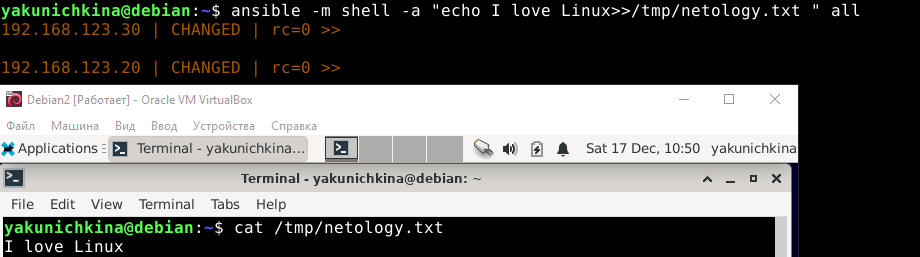 yakunichkina@debian:~$ ansible -m shell -a "echo I love Linux>>/tmp/netology.txt " all
192.168.123.30 | CHANGED | rc=0 >>
192.168.123.20 | CHANGED | rc=0 >>
Debian2 [Работает] - Oracle VM VirtualBox
Файл Машина Вид Ввод Устройства Справка
Applications Terminal - yakunichkina... Sat 17 Dec, 10:50 yakunichkina
Terminal - yakunichkina@debian: ~
File Edit View Terminal Tabs Help
yakunichkina@debian:~$ cat /tmp/netology.txt
I love Linux